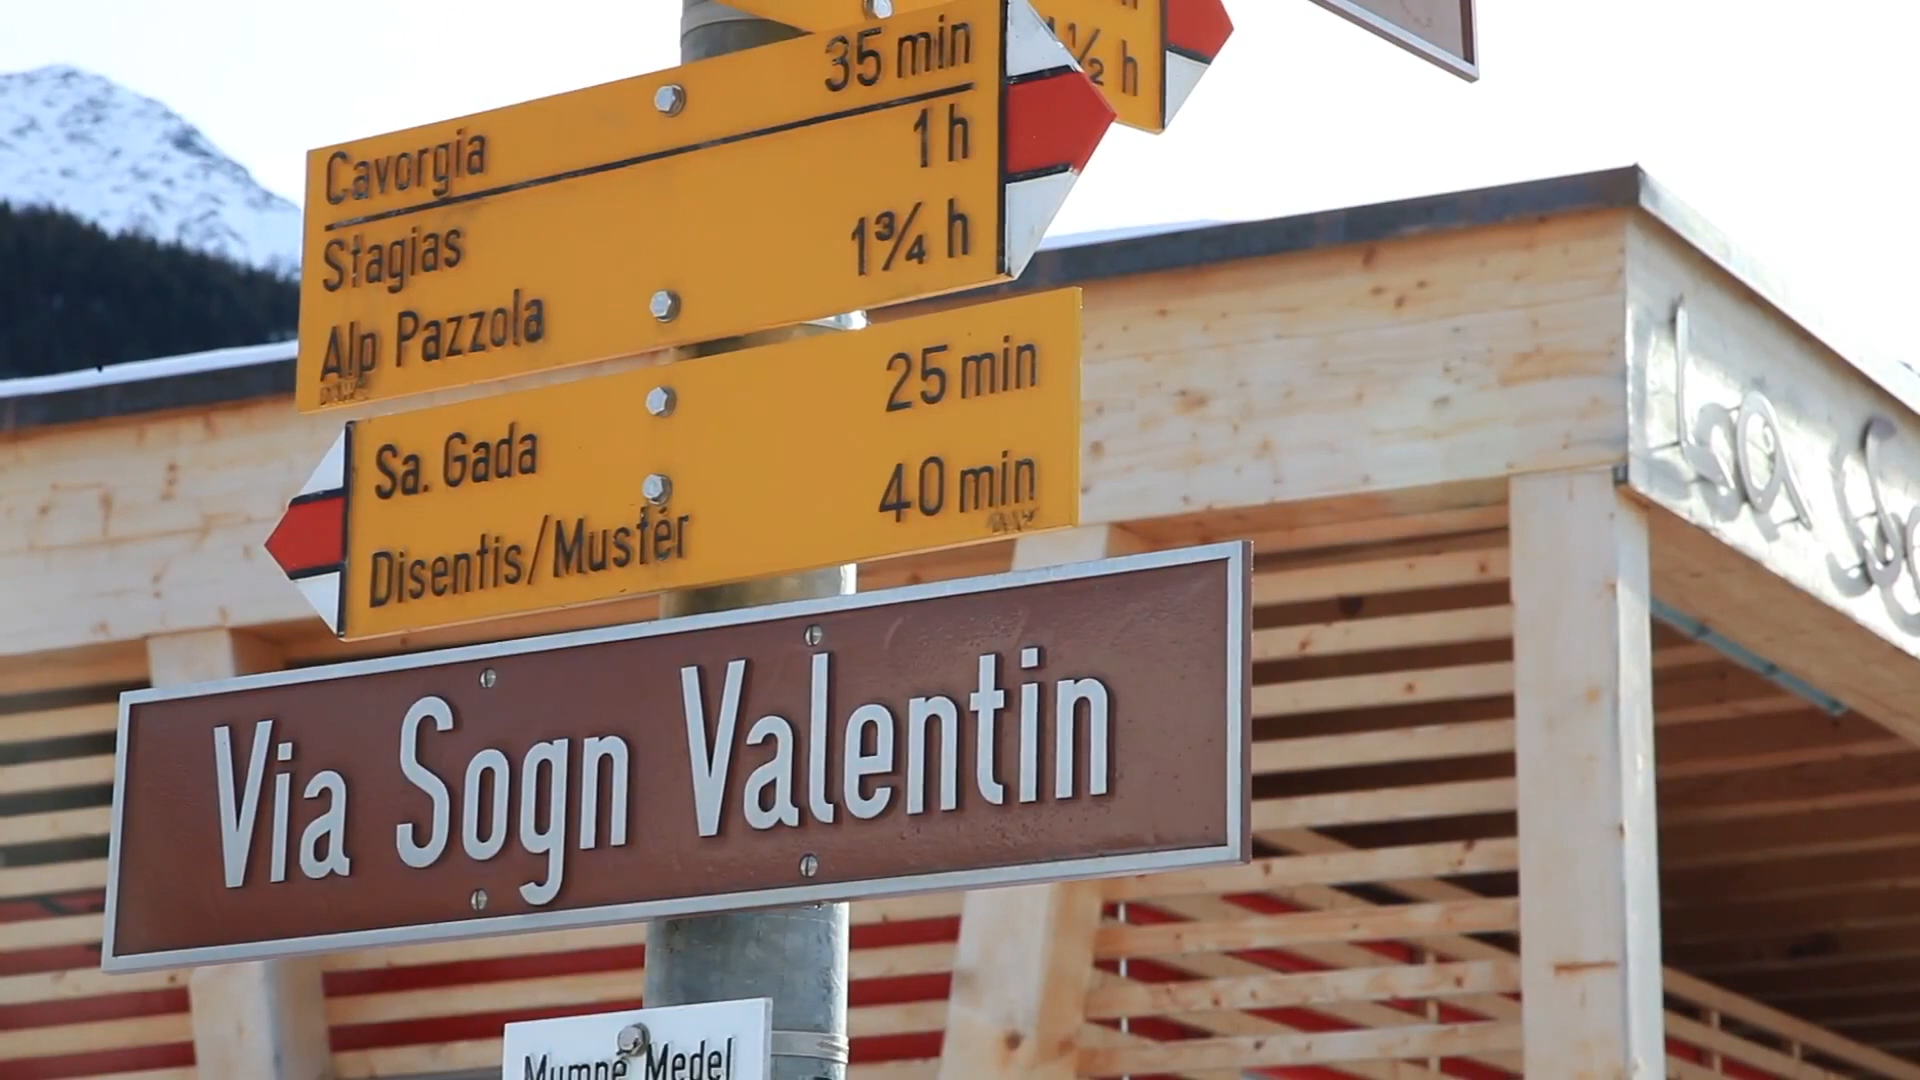 1½ h
35 min
Cavorgia
1 h
Stagias
1¾ h
Alp Pazzola
Sa. Gada 25 min
Disentis/Mustér 40 min
Via Sogn Valentin
Mumpé Medel
La